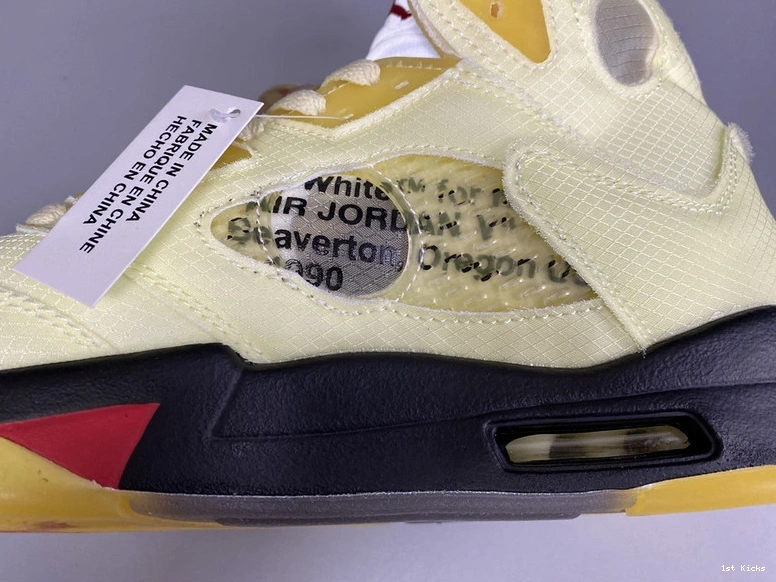 MADE IN CHINA
FABRIQUE EN CHINE
HECHO EN CHINA
White™ for
AIR JORDAN V
Beaverton, Oregon
1990
1st Kicks